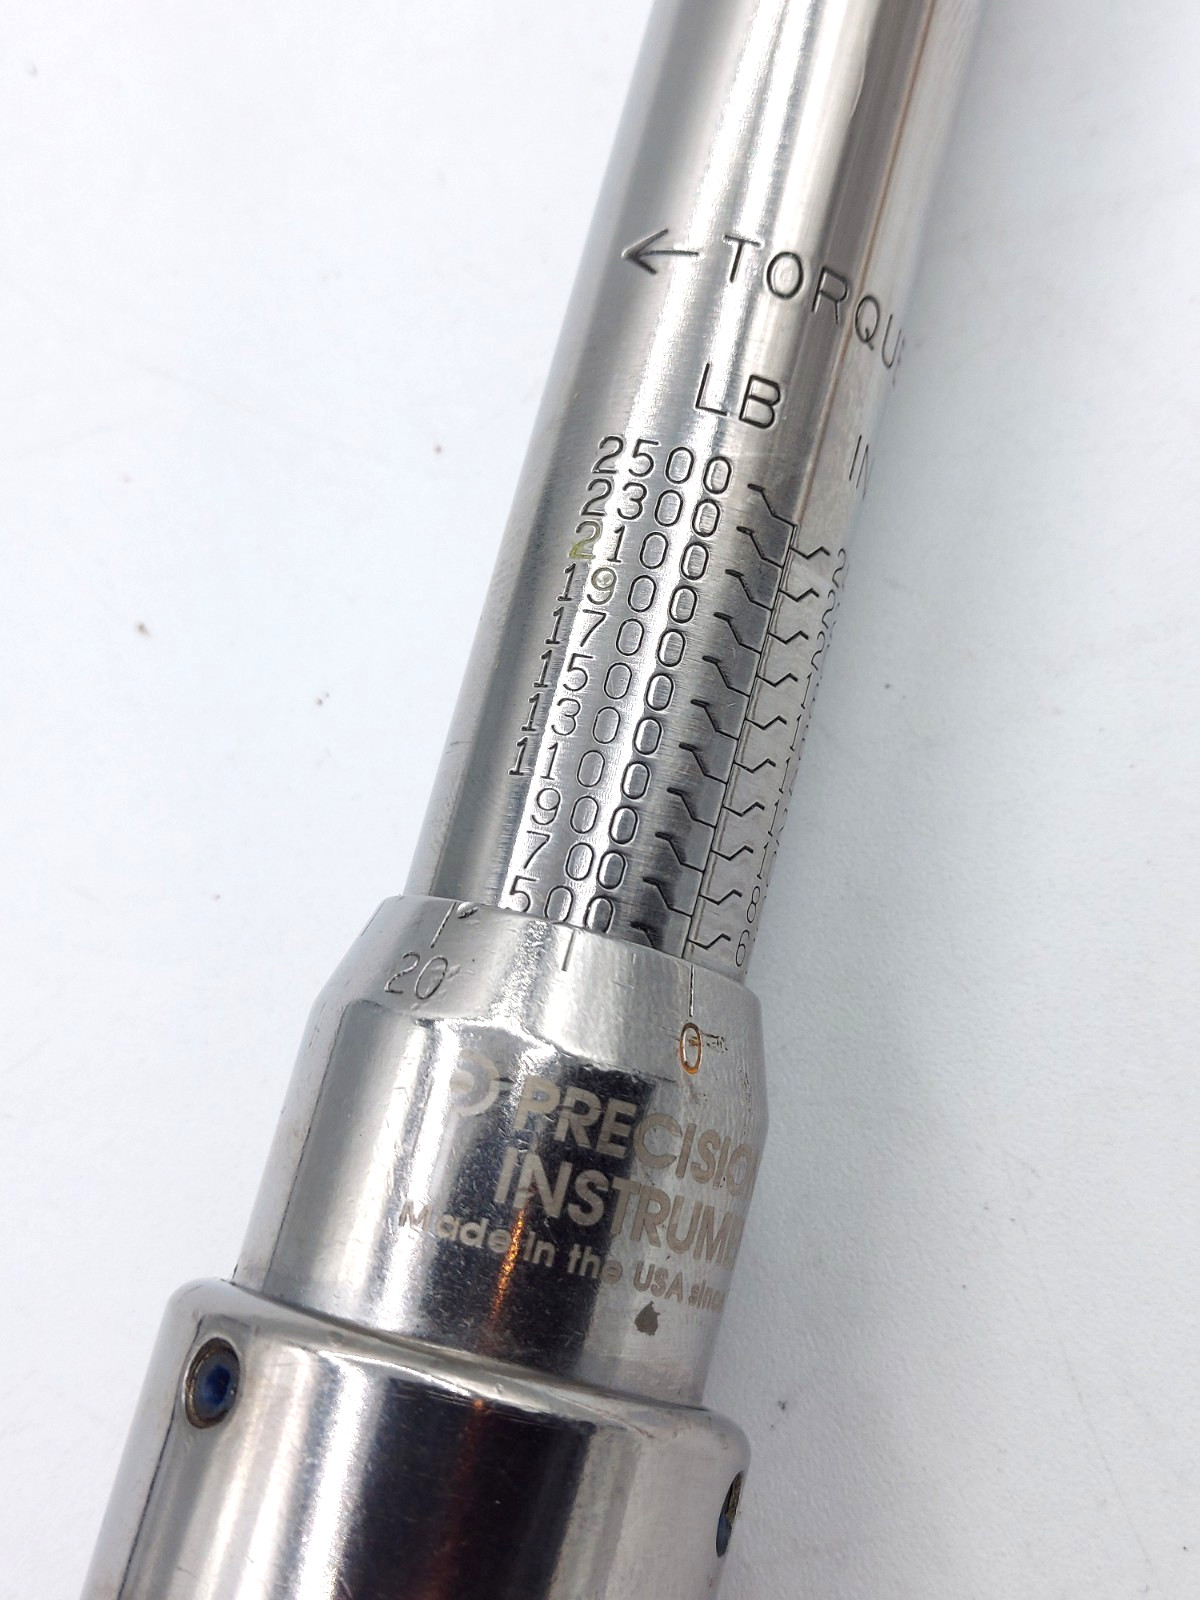 ← TORQU
LB IN
2500
2300
2100
1900
1700
1500
1300
1100
900
700
500
20 0
PRECISIO
INSTRUM
Made in the USA sinc